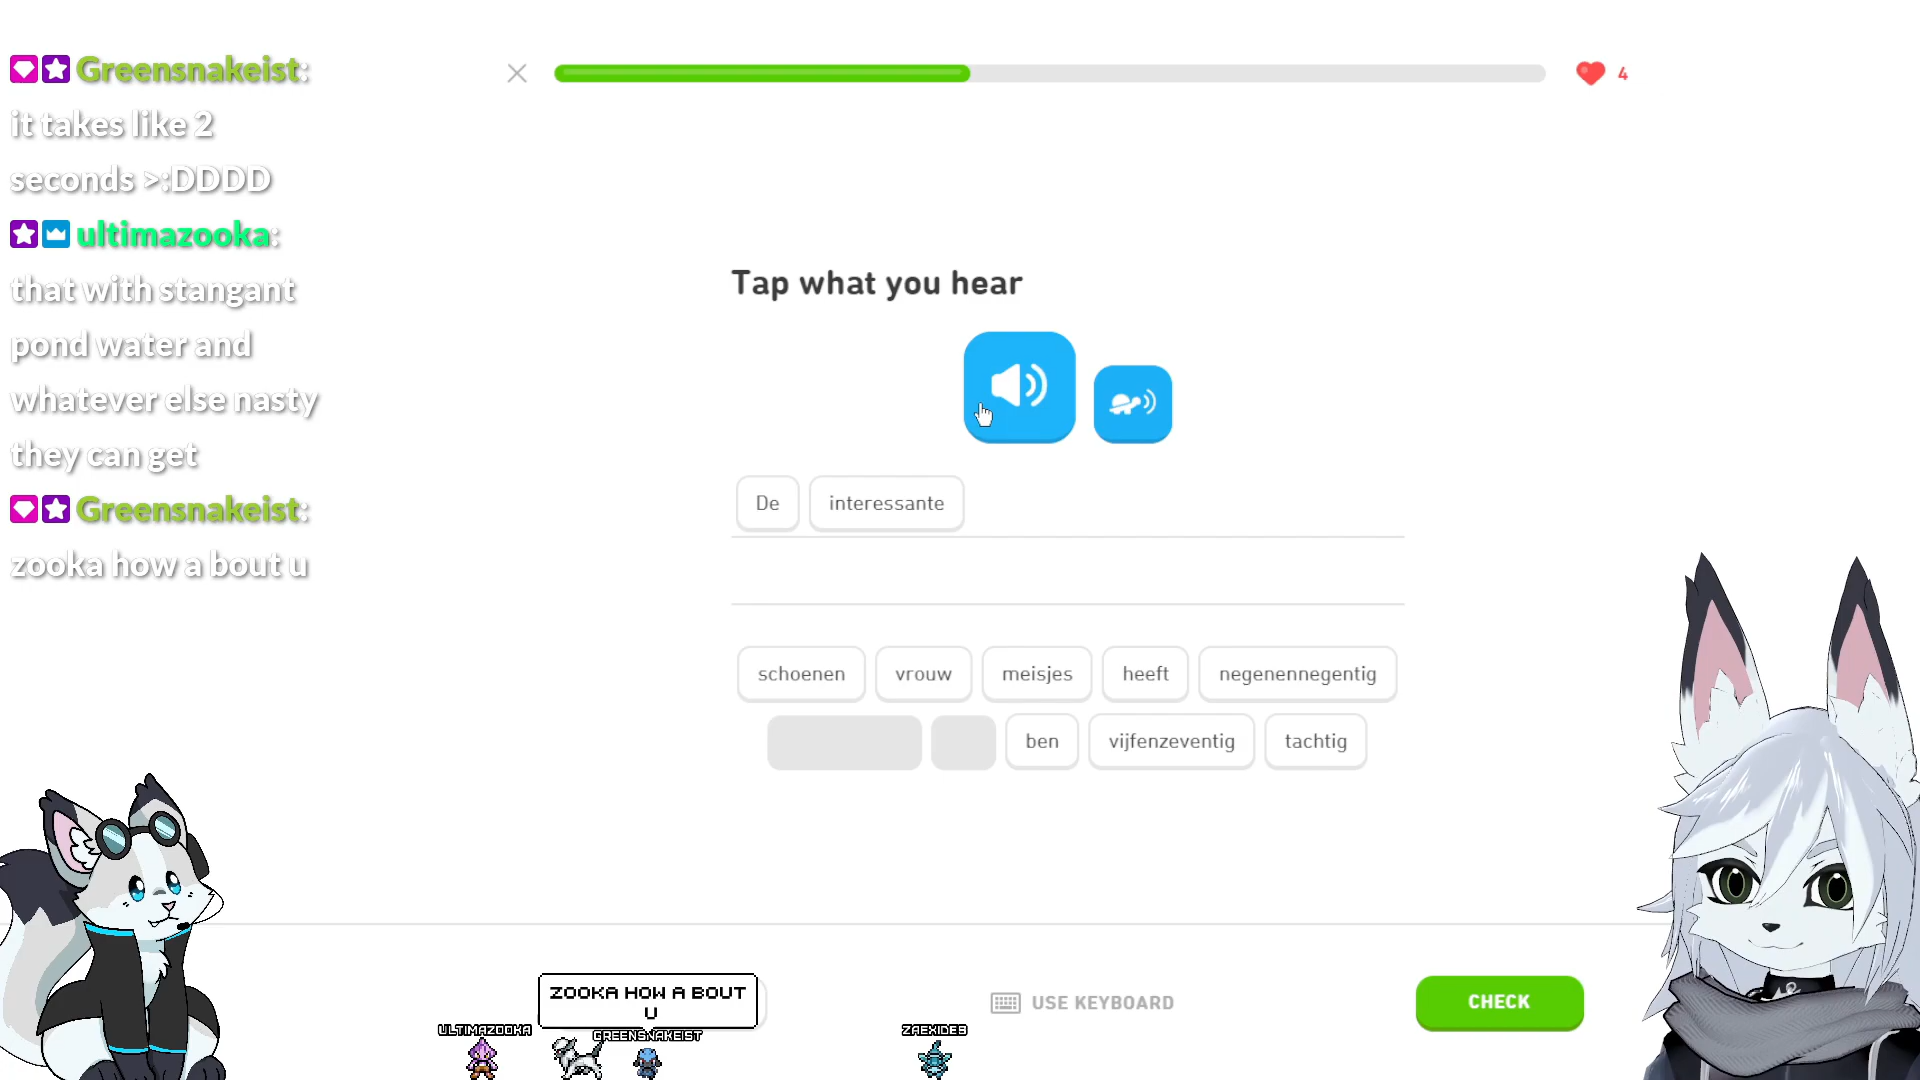 Greensnakeist:
it takes like 2
seconds >:DDDD
ultimazooka:
that with stangant
pond water and
whatever else nasty
they can get
Greensnakeist:
zooka how a bout u
4
Tap what you hear
De interessante
schoenen vrouw meisjes heeft negenennegentig
ben vijfenzeventig tachtig
ZOOKA HOW A BOUT
U
USE KEYBOARD
CHECK
ULTIMAZOOKA GREENSNAKEIST ZAEXIDE3